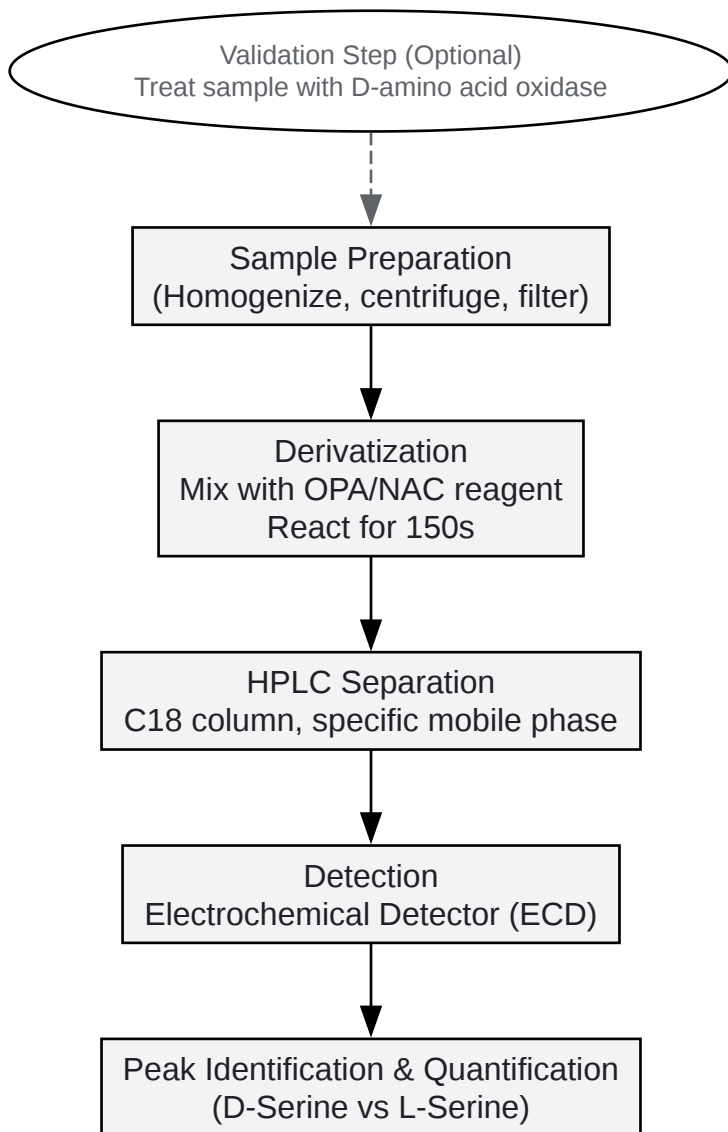 Validation Step (Optional)
Treat sample with D-amino acid oxidase
Sample Preparation
(Homogenize, centrifuge, filter)
Derivatization
Mix with OPA/NAC reagent
React for 150s
HPLC Separation
C18 column, specific mobile phase
Detection
Electrochemical Detector (ECD)
Peak Identification & Quantification
(D-Serine vs L-Serine)